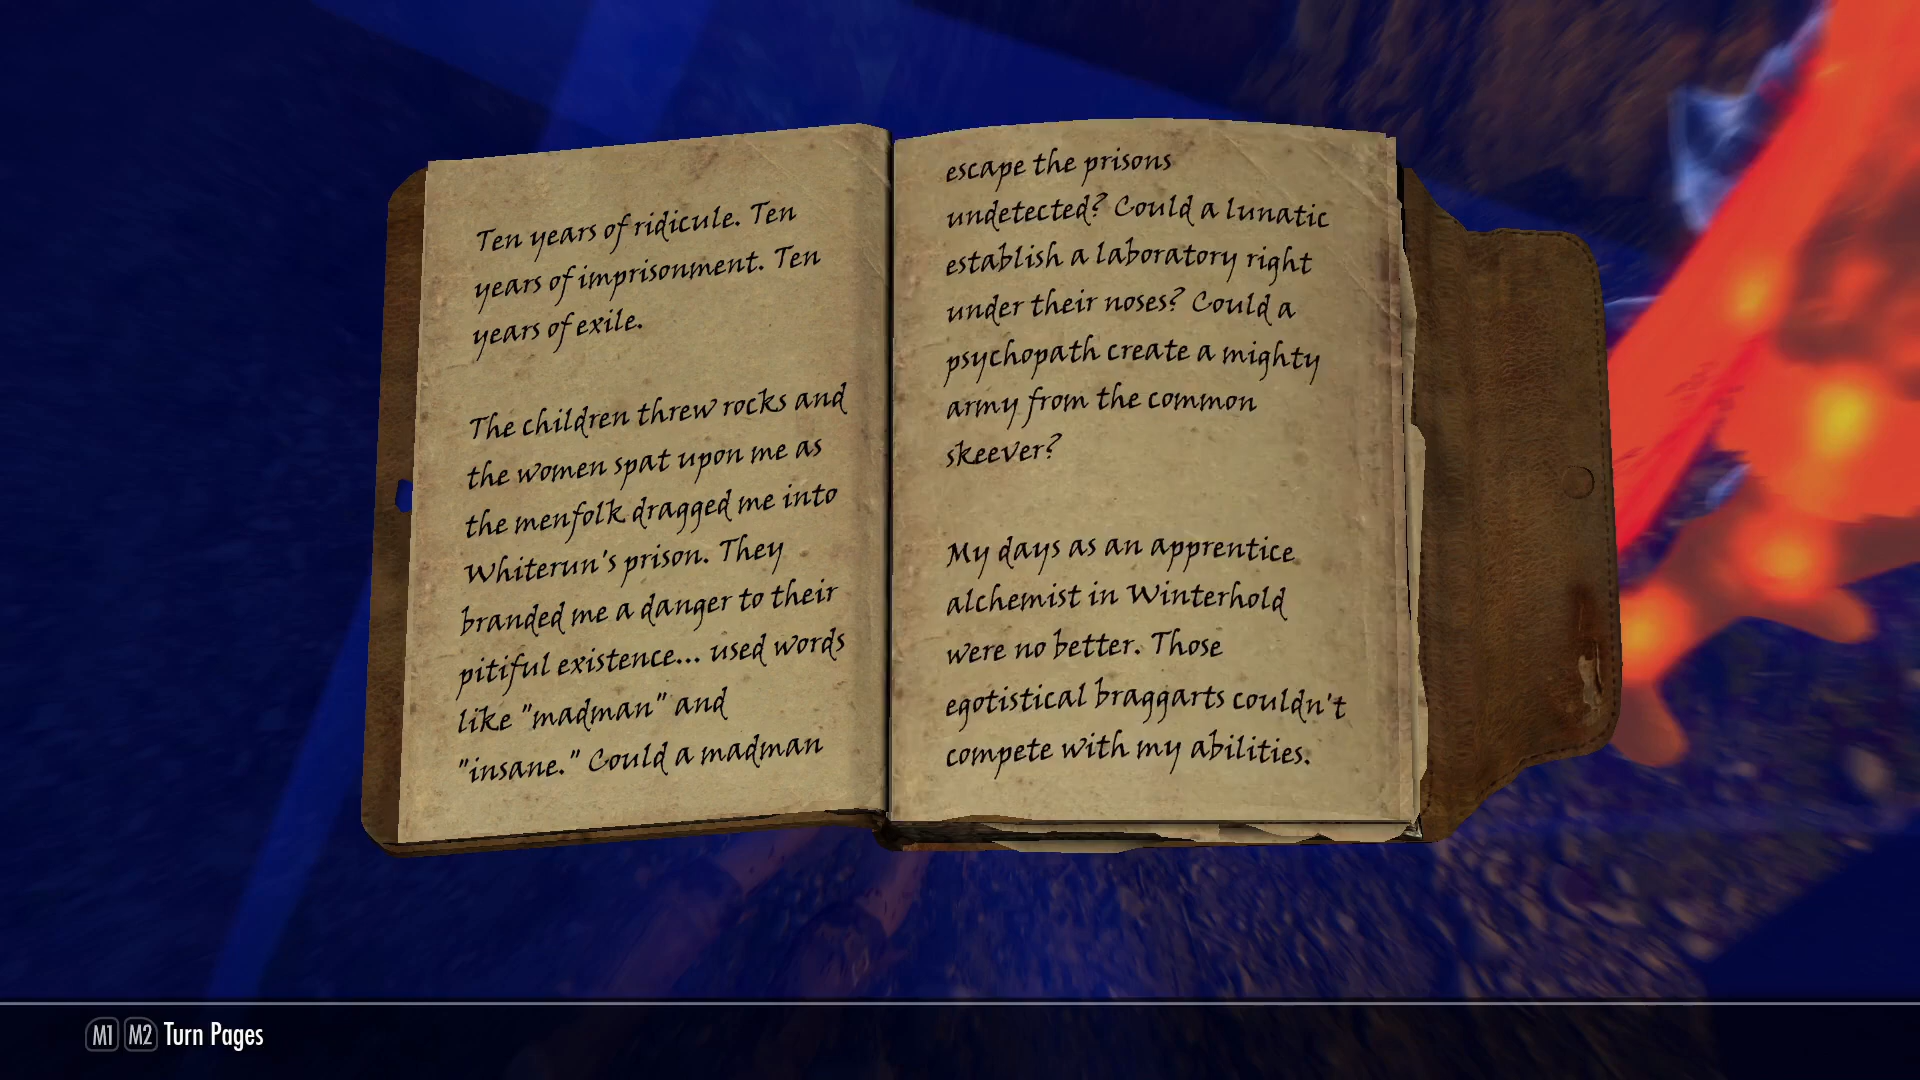 Ten years of ridicule. Ten
years of imprisonment. Ten
years of exile.
The children threw rocks and
the women spat upon me as
the menfolk dragged me into
Whiterun's prison. They
branded me a danger to their
pitiful existence... used words
like "madman" and
"insane." Could a madman
escape the prisons
undetected? Could a lunatic
establish a laboratory right
under their noses? Could a
psychopath create a mighty
army from the common
skeever?
My days as an apprentice
alchemist in Winterhold
were no better. Those
egotistical braggarts couldn't
compete with my abilities.
M1 M2 Turn Pages